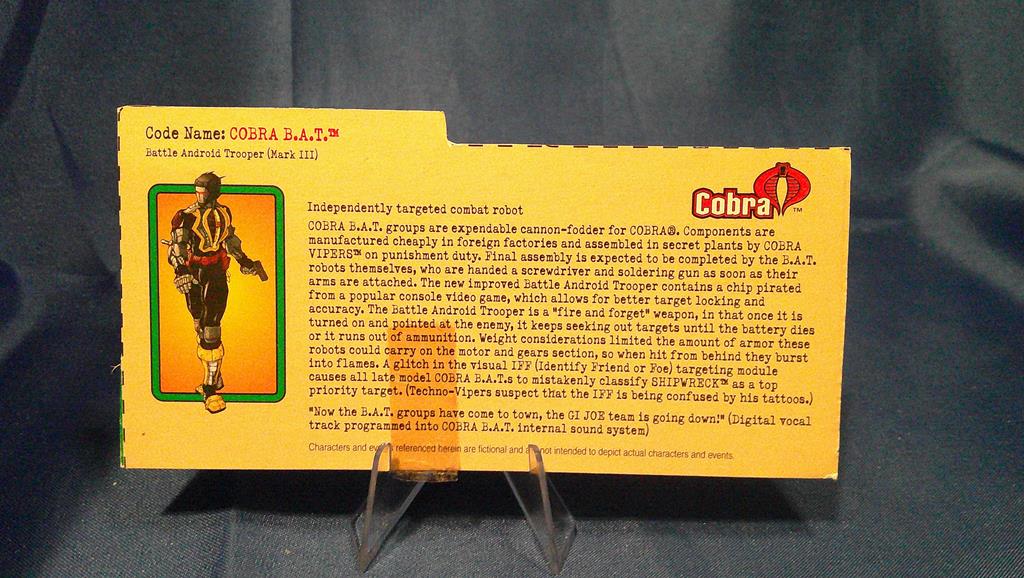 Code Name: COBRA B.A.T.™
Battle Android Trooper (Mark III)
Cobra™
Independently targeted combat robot
COBRA B.A.T. groups are expendable cannon-fodder for COBRA®. Components are
manufactured cheaply in foreign factories and assembled in secret plants by COBRA
VIPERS™ on punishment duty. Final assembly is expected to be completed by the B.A.T.
robots themselves, who are handed a screwdriver and soldering gun as soon as their
arms are attached. The new improved Battle Android Trooper contains a chip pirated
from a popular console video game, which allows for better target locking and
accuracy. The Battle Android Trooper is a "fire and forget" weapon, in that once it is
turned on and pointed at the enemy, it keeps seeking out targets until the battery dies
or it runs out of ammunition. Weight considerations limited the amount of armor these
robots could carry on the motor and gears section, so when hit from behind they burst
into flames. A glitch in the visual IFF (Identify Friend or Foe) targeting module
causes all late model COBRA B.A.T.s to mistakenly classify SHIPWRECK™ as a top
priority target. (Techno-Vipers suspect that the IFF is being confused by his tattoos.)
"Now the B.A.T. groups have come to town, the GI JOE team is going down!" (Digital vocal
track programmed into COBRA B.A.T. internal sound system)
Characters and events referenced herein are fictional and are not intended to depict actual characters and events.